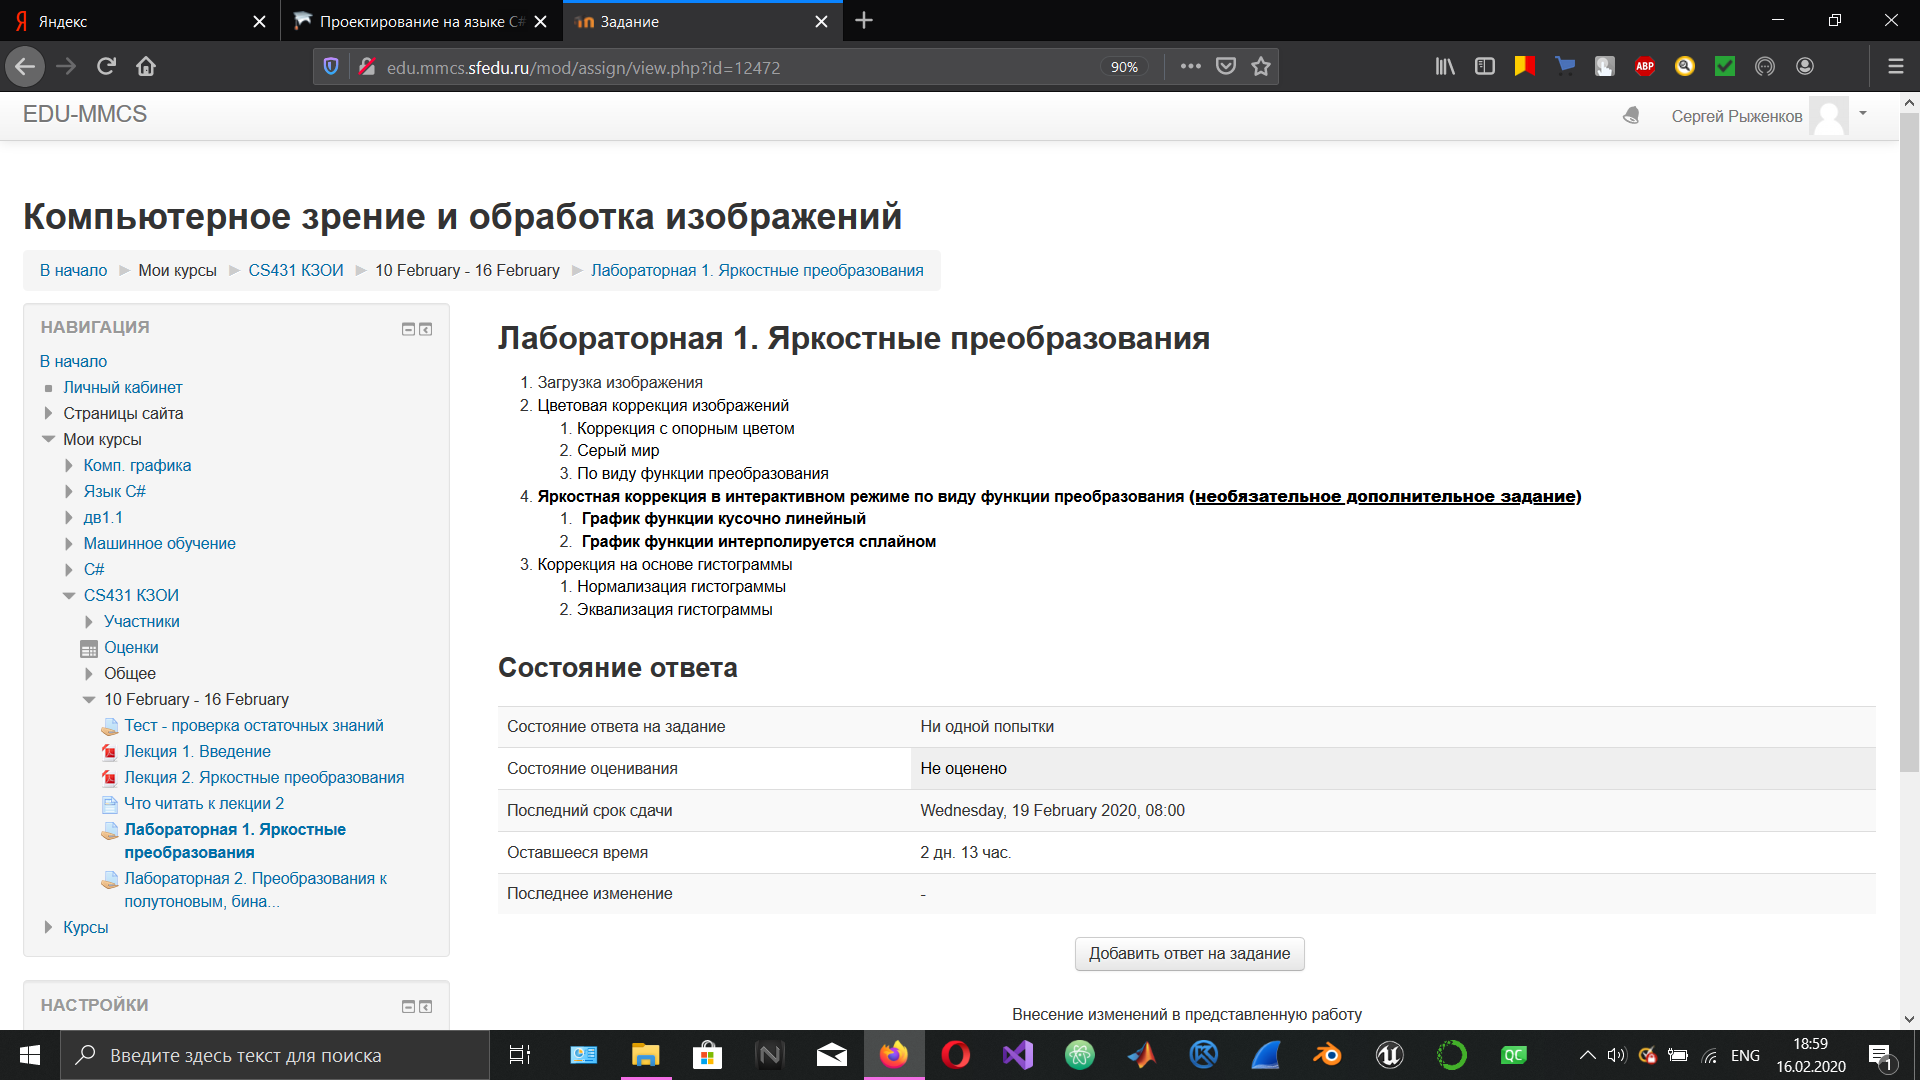 Яндекс
Проектирование на языке C#
Задание
edu.mmcs.sfedu.ru/mod/assign/view.php?id=12472
90%
ABP
EDU-MMCS
Сергей Рыженков
Компьютерное зрение и обработка изображений
В начало
Мои курсы
CS431 КЗОИ
10 February - 16 February
Лабораторная 1. Яркостные преобразования
НАВИГАЦИЯ
В начало
Личный кабинет
Страницы сайта
Мои курсы
Комп. графика
Язык C#
дв1.1
Машинное обучение
C#
CS431 КЗОИ
Участники
Оценки
Общее
10 February - 16 February
Тест - проверка остаточных знаний
Лекция 1. Введение
Лекция 2. Яркостные преобразования
Что читать к лекции 2
Лабораторная 1. Яркостные
преобразования
Лабораторная 2. Преобразования к
полутоновым, бина...
Курсы
НАСТРОЙКИ
Лабораторная 1. Яркостные преобразования
1. Загрузка изображения
2. Цветовая коррекция изображений
1. Коррекция с опорным цветом
2. Серый мир
3. По виду функции преобразования
4. Яркостная коррекция в интерактивном режиме по виду функции преобразования (необязательное дополнительное задание)
1. График функции кусочно линейный
2. График функции интерполируется сплайном
3. Коррекция на основе гистограммы
1. Нормализация гистограммы
2. Эквализация гистограммы
Состояние ответа
Состояние ответа на задание Ни одной попытки
Состояние оценивания Не оценено
Последний срок сдачи Wednesday, 19 February 2020, 08:00
Оставшееся время 2 дн. 13 час.
Последнее изменение -
Добавить ответ на задание
Внесение изменений в представленную работу
Введите здесь текст для поиска
QC
ENG
18:59
16.02.2020
1